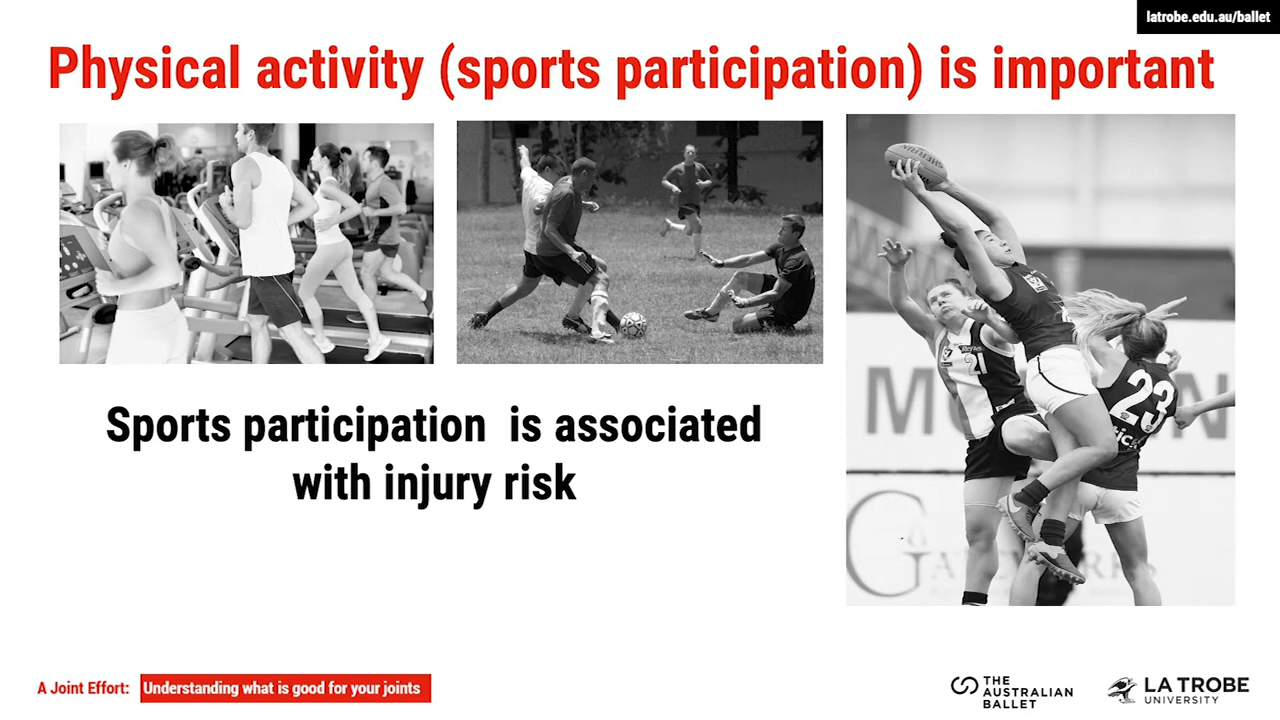 latrobe.edu.au/ballet
Physical activity (sports participation) is important
SHERRIN
21
23
Sports participation is associated
with injury risk
A Joint Effort: Understanding what is good for your joints
THE
AUSTRALIAN
BALLET
LA TROBE
UNIVERSITY